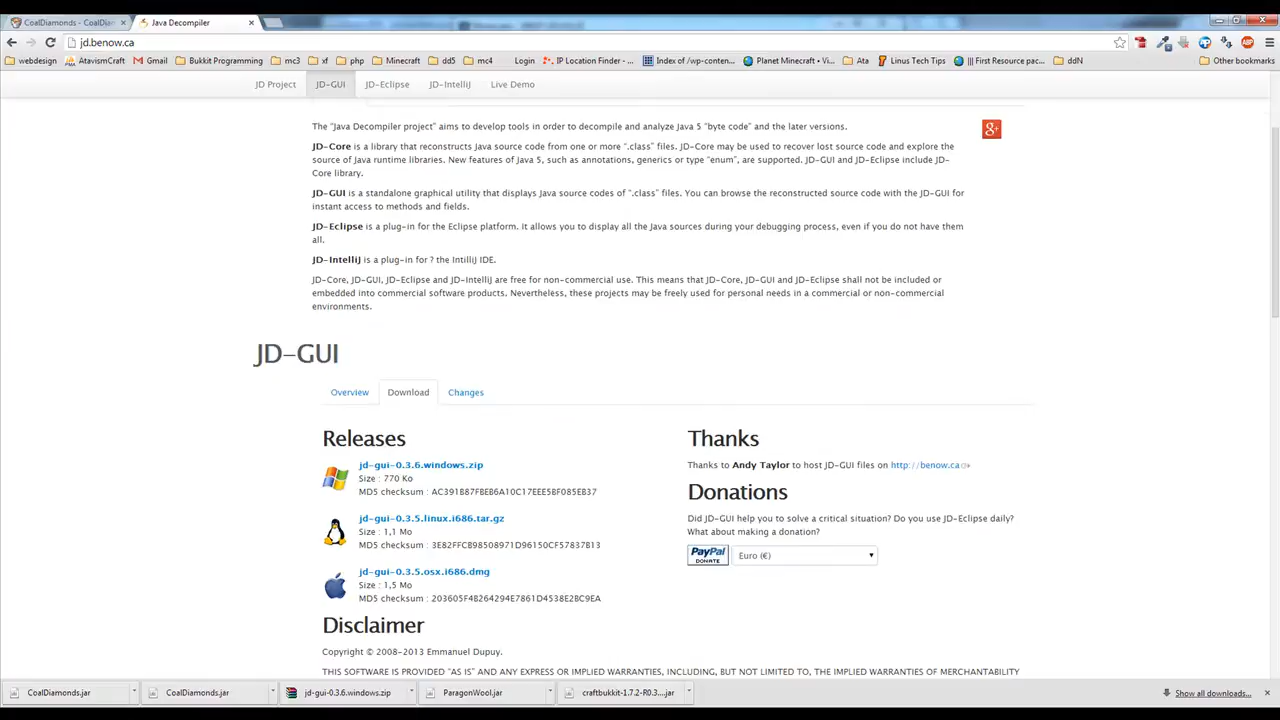 CoalDiamonds - CoalDiam
Java Decompiler
jd.benow.ca
webdesign
AtavismCraft
Gmail
Bukkit Programming
mc3
xf
php
Minecraft
dd5
mc4
Login
IP Location Finder - ...
Index of /wp-conten...
Planet Minecraft • Vi...
Ata
Linus Tech Tips
||| First Resource pac...
ddN
Other bookmarks
JD Project
JD-GUI
JD-Eclipse
JD-IntelliJ
Live Demo
The "Java Decompiler project" aims to develop tools in order to decompile and analyze Java 5 "byte code" and the later versions.
g+
JD-Core is a library that reconstructs Java source code from one or more ".class" files. JD-Core may be used to recover lost source code and explore the
source of Java runtime libraries. New features of Java 5, such as annotations, generics or type "enum", are supported. JD-GUI and JD-Eclipse include JD-
Core library.
JD-GUI is a standalone graphical utility that displays Java source codes of ".class" files. You can browse the reconstructed source code with the JD-GUI for
instant access to methods and fields.
JD-Eclipse is a plug-in for the Eclipse platform. It allows you to display all the Java sources during your debugging process, even if you do not have them
all.
JD-IntelliJ is a plug-in for ? the IntilliJ IDE.
JD-Core, JD-GUI, JD-Eclipse and JD-IntelliJ are free for non-commercial use. This means that JD-Core, JD-GUI and JD-Eclipse shall not be included or
embedded into commercial software products. Nevertheless, these projects may be freely used for personal needs in a commercial or non-commercial
environments.
JD-GUI
Overview
Download
Changes
Releases
jd-gui-0.3.6.windows.zip
Size : 770 Ko
MD5 checksum : AC391B87FBEB6A10C17EEE5BF085EB37
jd-gui-0.3.5.linux.i686.tar.gz
Size : 1,1 Mo
MD5 checksum : 3E82FFC898508971D96150CF57837B13
jd-gui-0.3.5.osx.i686.dmg
Size : 1,5 Mo
MD5 checksum : 203605F4B264294E7861D4538E2BC9EA
Thanks
Thanks to Andy Taylor to host JD-GUI files on http://benow.ca
Donations
Did JD-GUI help you to solve a critical situation? Do you use JD-Eclipse daily?
What about making a donation?
PayPal
DONATE
Euro (€)
Disclaimer
Copyright © 2008-2013 Emmanuel Dupuy.
THIS SOFTWARE IS PROVIDED "AS IS" AND ANY EXPRESS OR IMPLIED WARRANTIES, INCLUDING, BUT NOT LIMITED TO, THE IMPLIED WARRANTIES OF MERCHANTABILITY
CoalDiamonds.jar
CoalDiamonds.jar
jd-gui-0.3.6.windows.zip
ParagonWool.jar
craftbukkit-1.7.2-R0.3....jar
Show all downloads...